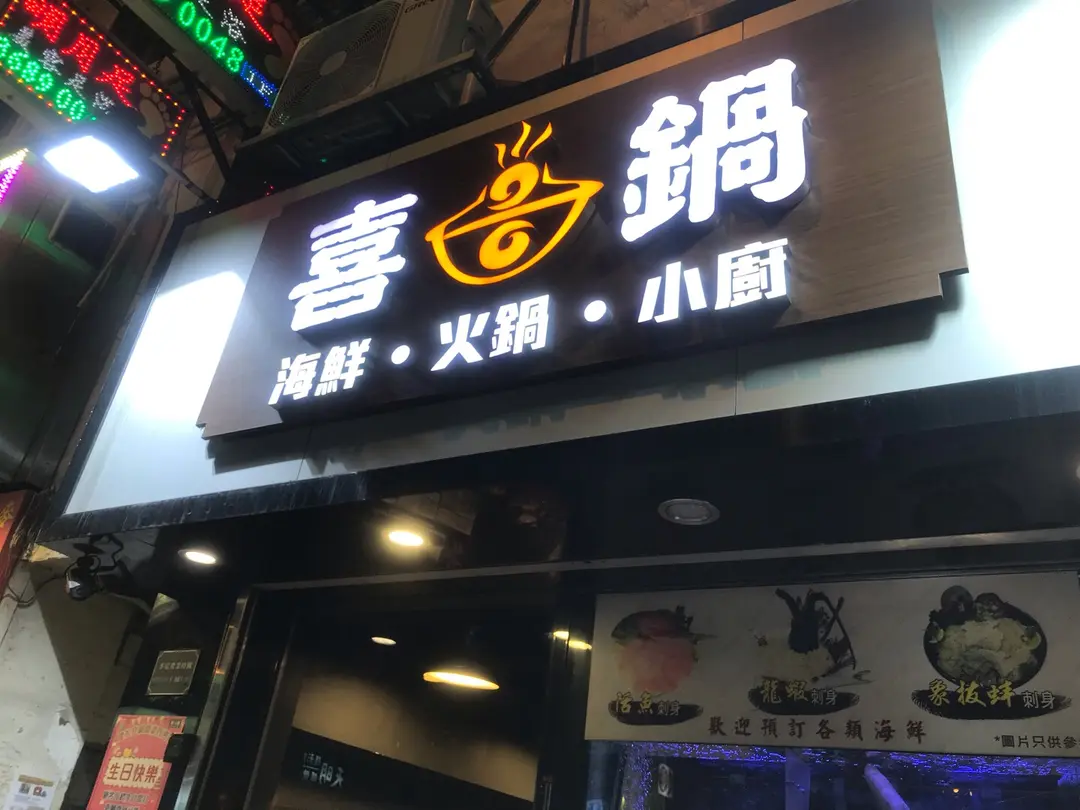 喜鍋
海鮮・火鍋・小廚
活魚刺身
龍蝦刺身
象拔蚌刺身
歡迎預訂各類海鮮
*圖片只供參
生日快樂